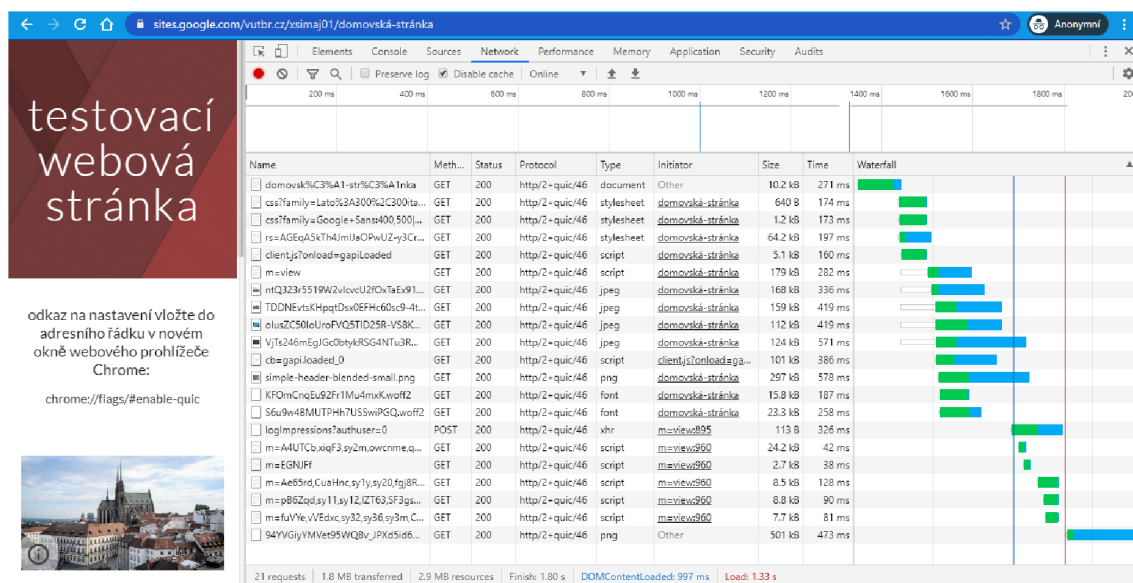 sites.google.com/vutbr.cz/xsimaj01/domovská-stránka Anonymní
Elements Console Sources Network Performance Memory Application Security Audits
Preserve log Disable cache Online
200 ms 400 ms 600 ms 800 ms 1000 ms 1200 ms 1400 ms 1600 ms 1800 ms 200
testovací
webová
stránka
odkaz na nastavení vložte do
adresního řádku v novém
okně webového prohlížeče
Chrome:
chrome://flags/#enable-quic
Name Meth... Status Protocol Type Initiator Size Time Waterfall
domovsk%C3%A1-str%C3%A1nka GET 200 http/2+quic/46 document Other 10.2 kB 271 ms
css?family=Lato%3A300%2C300ita... GET 200 http/2+quic/46 stylesheet domovská-stránka 640 B 174 ms
css?family=Google+Sans:400,500|... GET 200 http/2+quic/46 stylesheet domovská-stránka 1.2 kB 173 ms
GET 200 http/2+quic/46 stylesheet domovská-stránka 64.2 kB 197 ms
client.js?onload=gapiLoaded GET 200 http/2+quic/46 script domovská-stránka 5.1 kB 160 ms
m=view GET 200 http/2+quic/46 script domovská-stránka 179 kB 282 ms
GET 200 http/2+quic/46 jpeg domovská-stránka 168 kB 336 ms
GET 200 http/2+quic/46 jpeg domovská-stránka 159 kB 419 ms
GET 200 http/2+quic/46 jpeg domovská-stránka 112 kB 419 ms
GET 200 http/2+quic/46 jpeg domovská-stránka 124 kB 571 ms
cb=gapi.loaded_0 GET 200 http/2+quic/46 script client.js?onload=ga... 101 kB 386 ms
simple-header-blended-small.png GET 200 http/2+quic/46 png domovská-stránka 297 kB 578 ms
KFOmCnqEu92Fr1Mu4mxK.woff2 GET 200 http/2+quic/46 font domovská-stránka 15.8 kB 187 ms
S6u9w4BMUTPHh7USSwiPGQ.woff2 GET 200 http/2+quic/46 font domovská-stránka 23.3 kB 258 ms
logImpressions?authuser=0 POST 200 http/2+quic/46 xhr m=view:895 113 B 326 ms
m=A4UTCb,xiqF3,sy2m,owcnme,q... GET 200 http/2+quic/46 script m=view:960 24.2 kB 42 ms
m=EGNJFf GET 200 http/2+quic/46 script m=view:960 2.7 kB 38 ms
m=Ae65rd,CuaHnc,sy1y,sy20,fgj8R... GET 200 http/2+quic/46 script m=view:960 8.5 kB 128 ms
m=pB6Zqd,sy11,sy12,IZT63,SF3gs... GET 200 http/2+quic/46 script m=view:960 8.8 kB 90 ms
m=fuVYe,vVEdxc,sy32,sy36,sy3m,C... GET 200 http/2+quic/46 script m=view:960 7.7 kB 81 ms
GET 200 http/2+quic/46 png Other 501 kB 473 ms
21 requests 1.8 MB transferred 2.9 MB resources Finish: 1.80 s DOMContentLoaded: 997 ms Load: 1.33 s